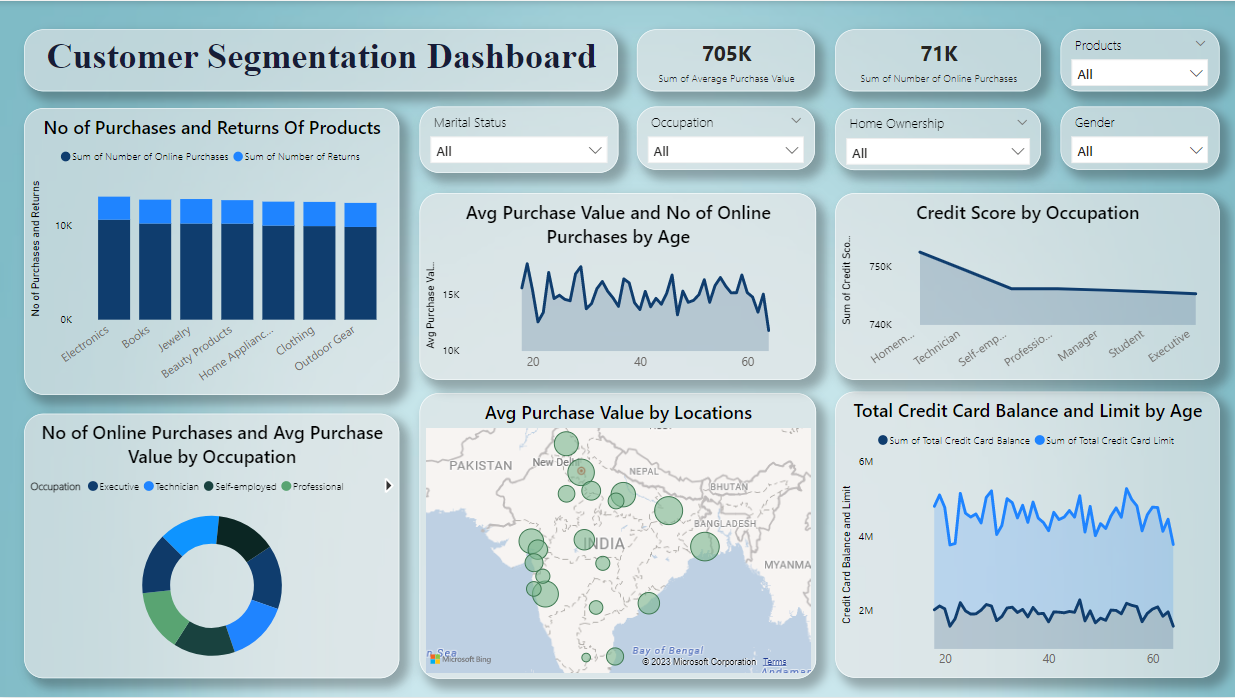 Customer Segmentation Dashboard
705K
Sum of Average Purchase Value
71K
Sum of Number of Online Purchases
Products
All
Marital Status
All
Occupation
All
Home Ownership
All
Gender
All
No of Purchases and Returns Of Products
Sum of Number of Online Purchases
Sum of Number of Returns
No of Purchases and Returns
10K
0K
Electronics
Books
Jewelry
Beauty Products
Home Applianc...
Clothing
Outdoor Gear
Avg Purchase Value and No of Online
Purchases by Age
Avg Purchase Val...
15K
10K
20
40
60
Credit Score by Occupation
Sum of Credit Sco...
750K
740K
Homem...
Technician
Self-emp...
Professio...
Manager
Student
Executive
No of Online Purchases and Avg Purchase
Value by Occupation
Occupation
Executive
Technician
Self-employed
Professional
Avg Purchase Value by Locations
PAKISTAN
New Delhi
NEPAL
BHUTAN
BANGLADESH
INDIA
MYANMA
Bay of Bengal
n Sea
Microsoft Bing
© 2023 Microsoft Corporation
Terms
Andaman
Total Credit Card Balance and Limit by Age
Sum of Total Credit Card Balance
Sum of Total Credit Card Limit
Credit Card Balance and Limit
6M
4M
2M
20
40
60